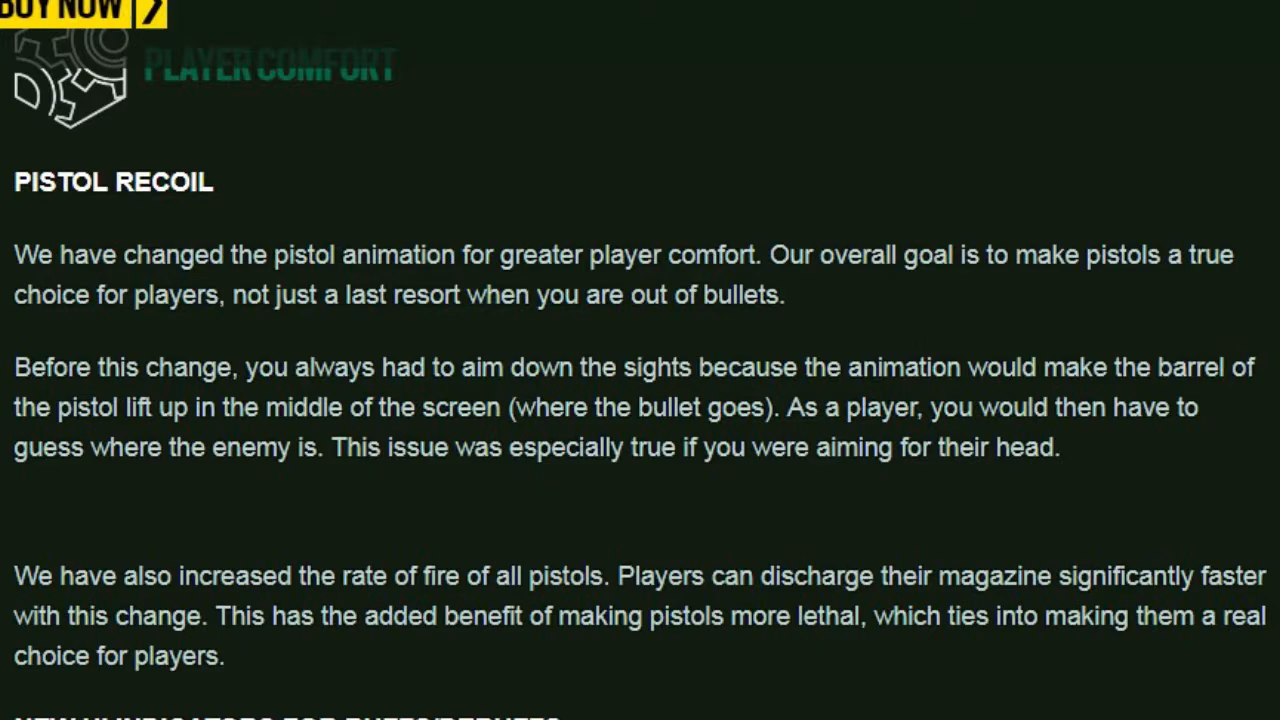 BUY NOW
PLAYER COMFORT
PISTOL RECOIL
We have changed the pistol animation for greater player comfort. Our overall goal is to make pistols a true
choice for players, not just a last resort when you are out of bullets.
Before this change, you always had to aim down the sights because the animation would make the barrel of
the pistol lift up in the middle of the screen (where the bullet goes). As a player, you would then have to
guess where the enemy is. This issue was especially true if you were aiming for their head.
We have also increased the rate of fire of all pistols. Players can discharge their magazine significantly faster
with this change. This has the added benefit of making pistols more lethal, which ties into making them a real
choice for players.
NEW UI INDICATORS FOR BUFFS/DEBUFFS